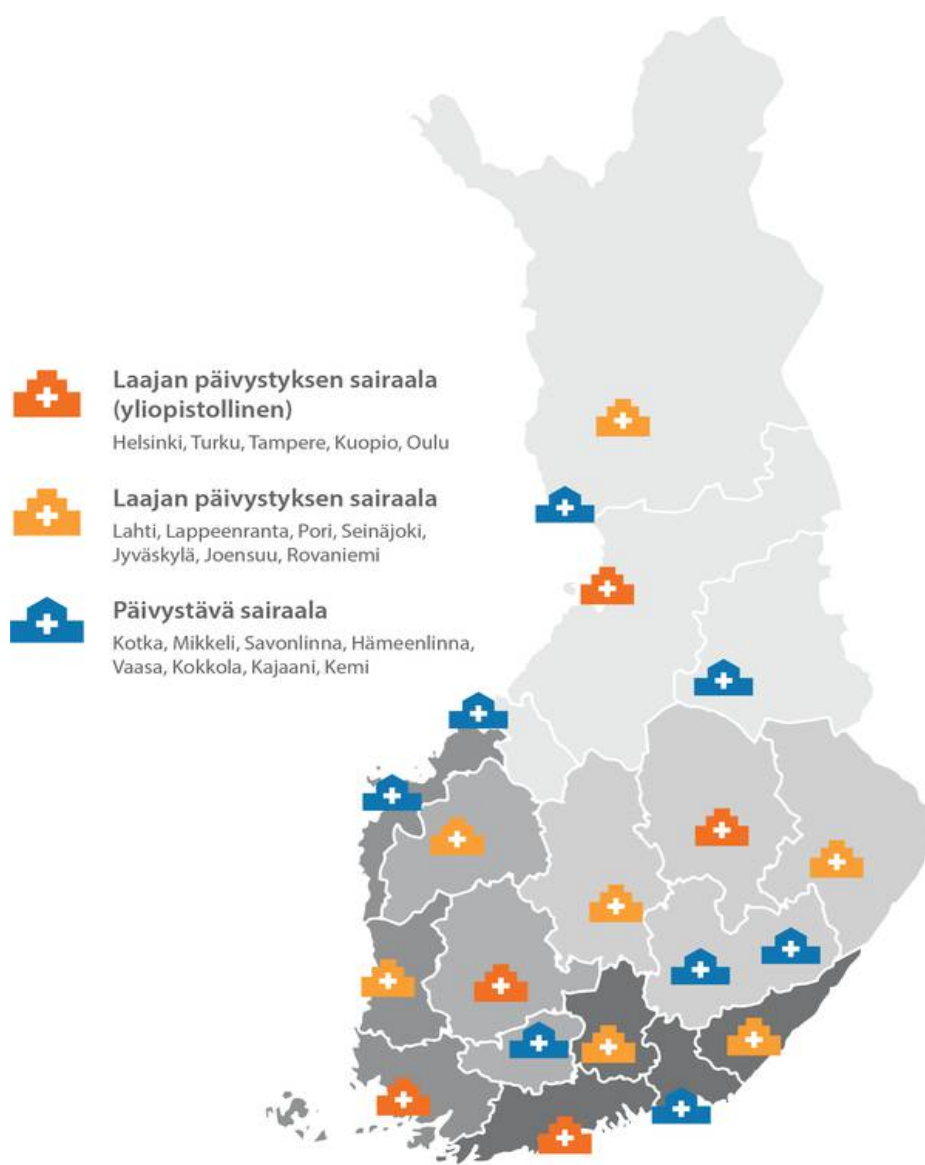 Laajan päivystyksen sairaala
(yliopistollinen)
Helsinki, Turku, Tampere, Kuopio, Oulu
Laajan päivystyksen sairaala
Lahti, Lappeenranta, Pori, Seinäjoki,
Jyväskylä, Joensuu, Rovaniemi
Päivystävä sairaala
Kotka, Mikkeli, Savonlinna, Hämeenlinna,
Vaasa, Kokkola, Kajaani, Kemi